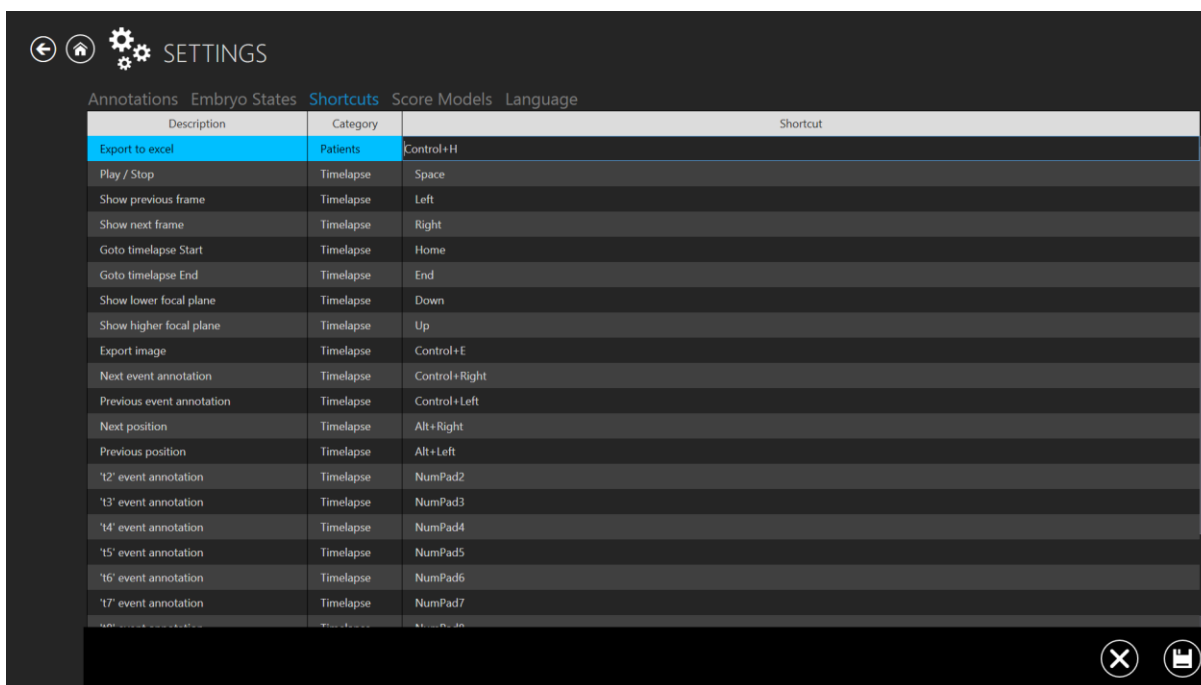 SETTINGS
Annotations Embryo States Shortcuts Score Models Language
Description Category Shortcut
Export to excel Patients Control+H
Play / Stop Timelapse Space
Show previous frame Timelapse Left
Show next frame Timelapse Right
Goto timelapse Start Timelapse Home
Goto timelapse End Timelapse End
Show lower focal plane Timelapse Down
Show higher focal plane Timelapse Up
Export image Timelapse Control+E
Next event annotation Timelapse Control+Right
Previous event annotation Timelapse Control+Left
Next position Timelapse Alt+Right
Previous position Timelapse Alt+Left
't2' event annotation Timelapse NumPad2
't3' event annotation Timelapse NumPad3
't4' event annotation Timelapse NumPad4
't5' event annotation Timelapse NumPad5
't6' event annotation Timelapse NumPad6
't7' event annotation Timelapse NumPad7